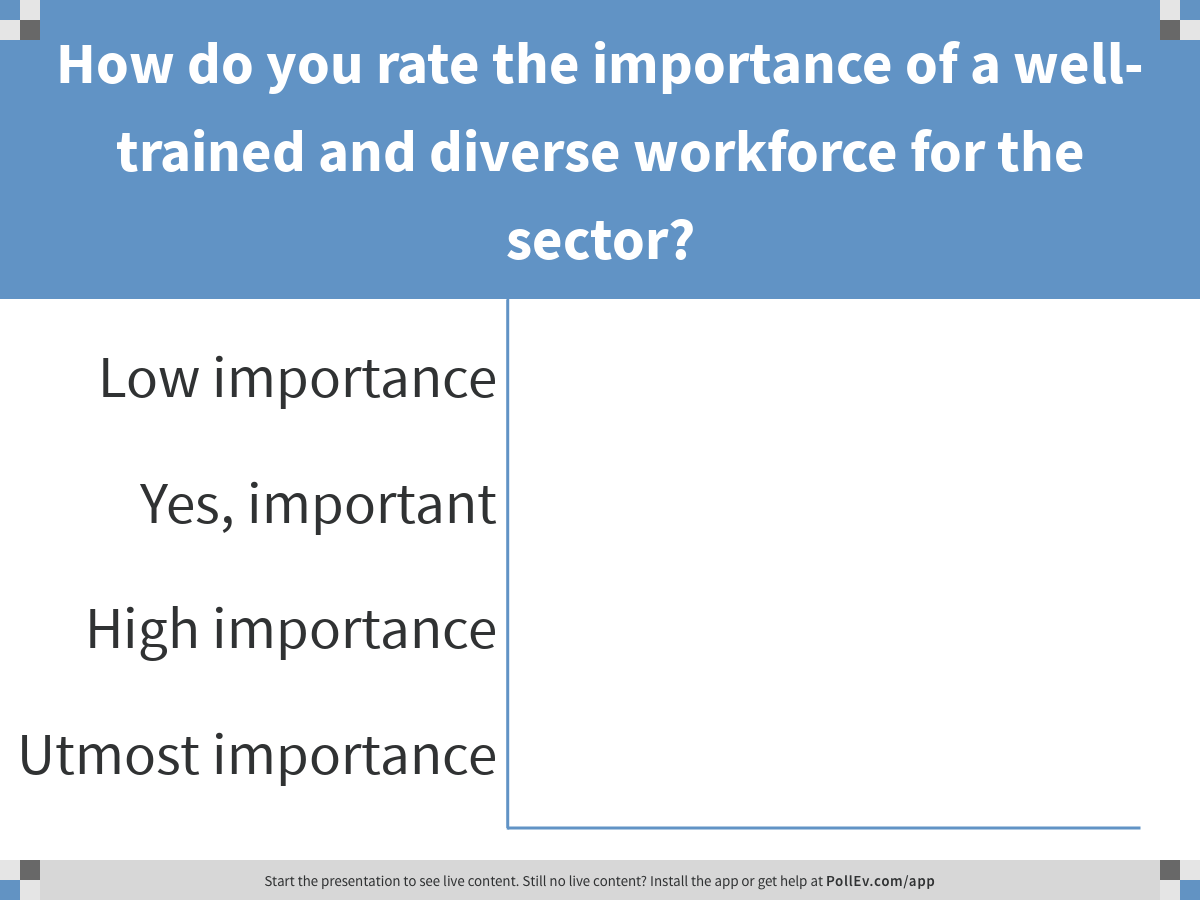 How do you rate the importance of a well-
trained and diverse workforce for the
sector?
Low importance
Yes, important
High importance
Utmost importance
Start the presentation to see live content. Still no live content? Install the app or get help at PollEv.com/app